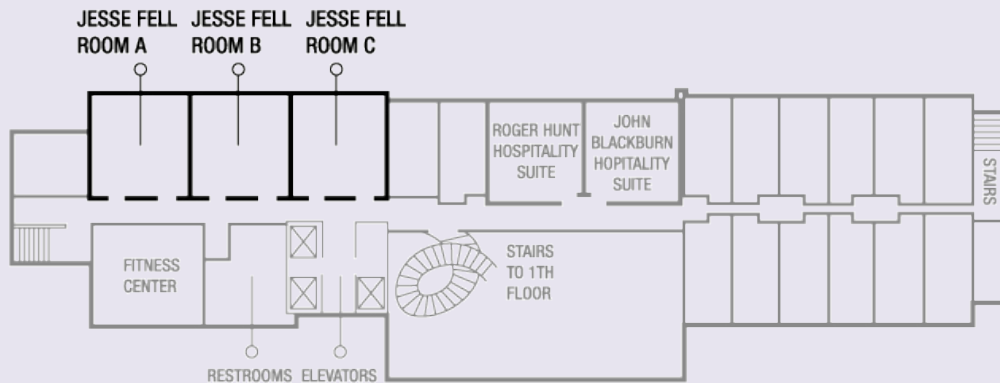 JESSE FELL
ROOM A
JESSE FELL
ROOM B
JESSE FELL
ROOM C
ROGER HUNT
HOSPITALITY
SUITE
JOHN
BLACKBURN
HOPITALITY
SUITE
STAIRS
FITNESS
CENTER
STAIRS
TO 1TH
FLOOR
RESTROOMS
ELEVATORS